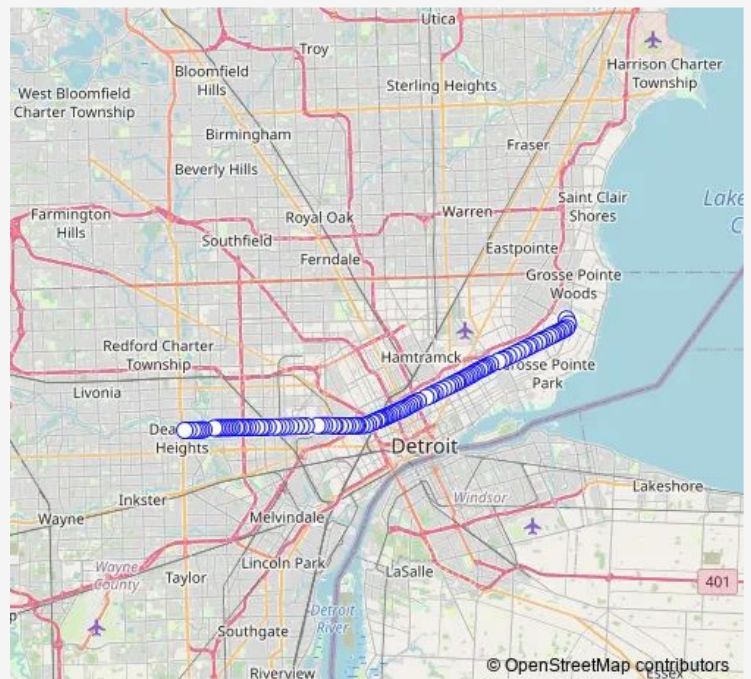 Utica
Troy
Harrison Charter
Township
Bloomfield
Hills
Sterling Heights
West Bloomfield
Charter Township
Birmingham
Fraser
Beverly Hills
Saint Clair
Shores
Lake
Farmington
Hills
Royal Oak
Warren
Southfield
Eastpointe
Ferndale
Grosse Pointe
Woods
Redford Charter
Township
Hamtramck
rosse Pointe
Park
Livonia
Dea
Heights
Detroit
Lakeshore
Windsor
Inkster
Wayne
Melvindale
Lincoln Park
LaSalle
Wayne
County
Taylor
401
Detroit
River
Southgate
Riverview
© OpenStreetMap contributors